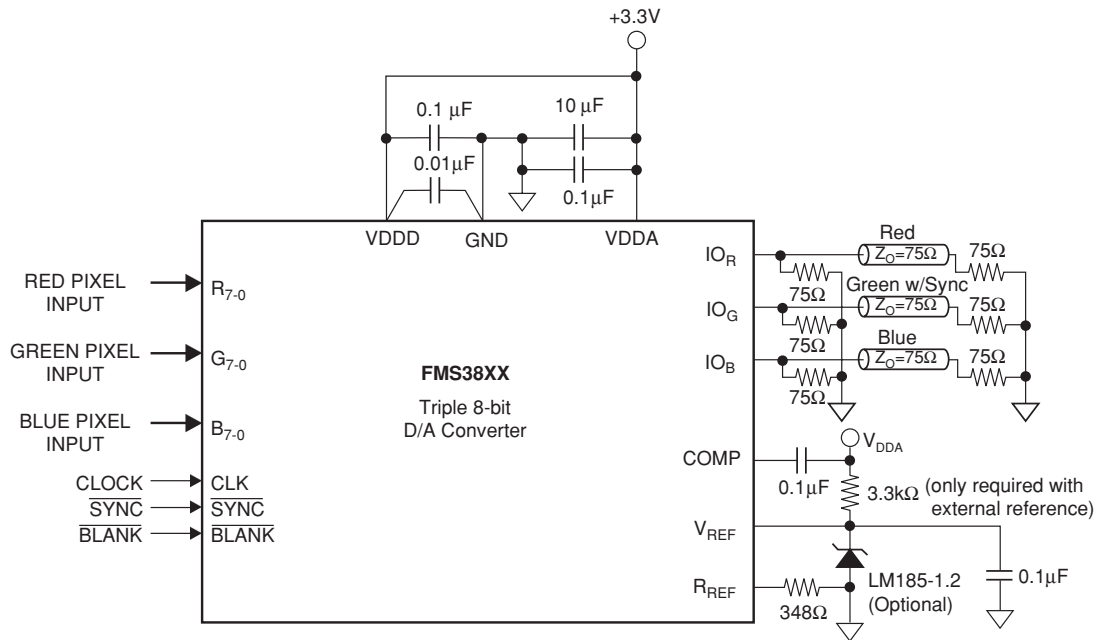 +3.3V
0.1 µF
10 µF
0.01µF
0.1µF
VDDD
GND
VDDA
RED PIXEL
INPUT
R7-0
GREEN PIXEL
INPUT
G7-0
BLUE PIXEL
INPUT
B7-0
CLOCK
CLK
SYNC
SYNC
BLANK
BLANK
FMS38XX
Triple 8-bit
D/A Converter
IOR
Red
ZO=75Ω
75Ω
75Ω
IOG
Green w/Sync
ZO=75Ω
75Ω
75Ω
IOB
Blue
ZO=75Ω
75Ω
75Ω
COMP
0.1µF
VDDA
3.3kΩ
(only required with
external reference)
VREF
LM185-1.2
(Optional)
0.1µF
RREF
348Ω